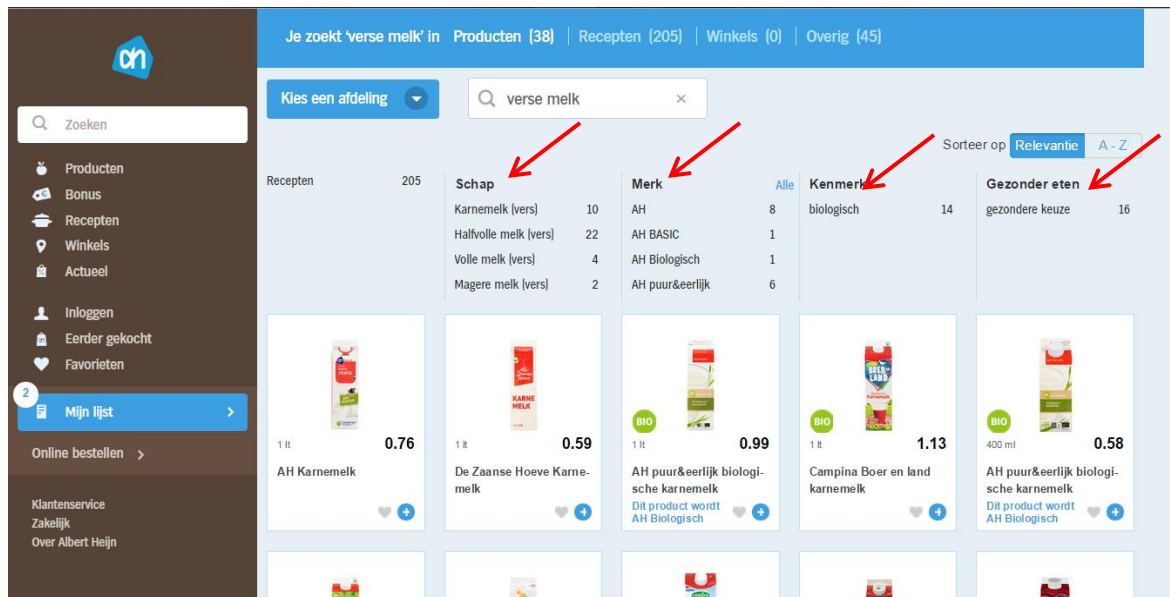 ah
Zoeken
Producten
Bonus
Recepten
Winkels
Actueel
Inloggen
Eerder gekocht
Favorieten
2
Mijn lijst
Online bestellen
Klantenservice
Zakelijk
Over Albert Heijn
Je zoekt ‘verse melk’ in Producten (38) | Recepten (205) | Winkels (0) | Overig (45)
Kies een afdeling
verse melk ×
Sorteer op Relevantie A - Z
Recepten 205
Schap
Karnemelk (vers) 10
Halfvolle melk (vers) 22
Volle melk (vers) 4
Magere melk (vers) 2
Merk Alle
AH 8
AH BASIC 1
AH Biologisch 1
AH puur&eerlijk 6
Kenmerk
biologisch 14
Gezonder eten
gezondere keuze 16
1 lt 0.76
AH Karnemelk
KARNE
MELK
1 lt 0.59
De Zaanse Hoeve Karne-
melk
BIO
1 lt 0.99
AH puur&eerlijk biologi-
sche karnemelk
Dit product wordt
AH Biologisch
BOER
LAND
Karnemelk
BIO
1 lt 1.13
Campina Boer en land
karnemelk
BIO
400 ml 0.58
AH puur&eerlijk biologi-
sche karnemelk
Dit product wordt
AH Biologisch